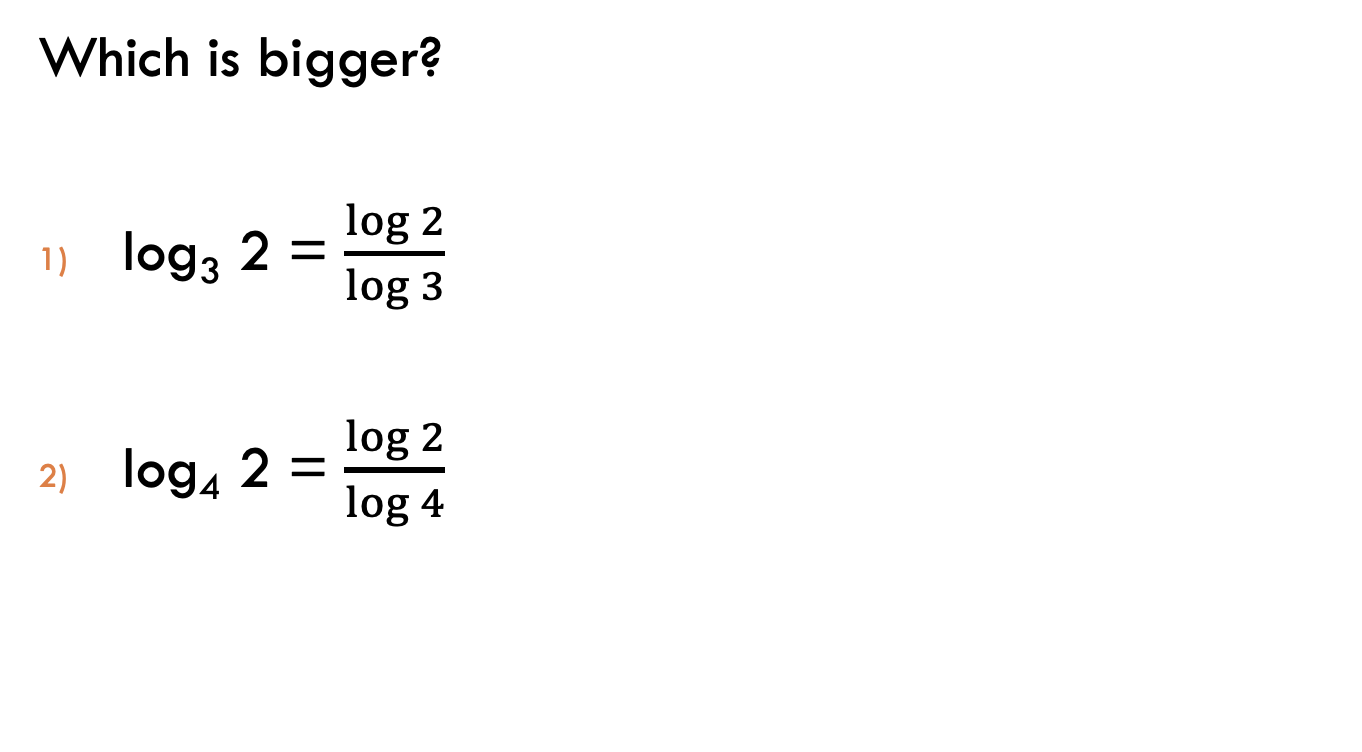 Which is bigger?
1) log₃ 2 = log 2 / log 3
2) log₄ 2 = log 2 / log 4